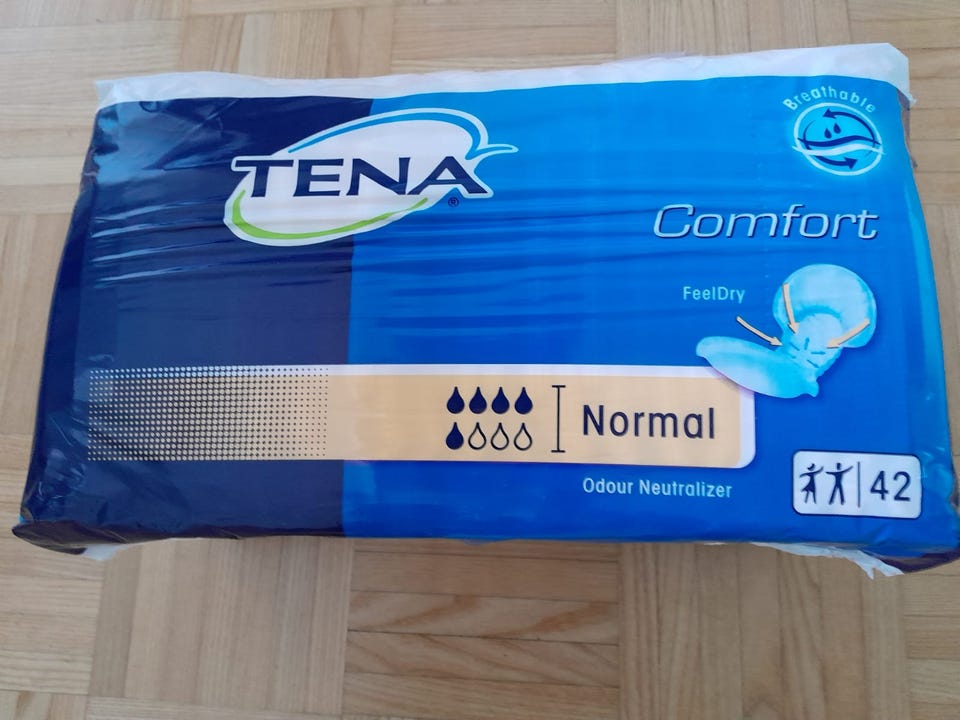 Breathable
TENA®
Comfort
FeelDry
Normal
Odour Neutralizer
42